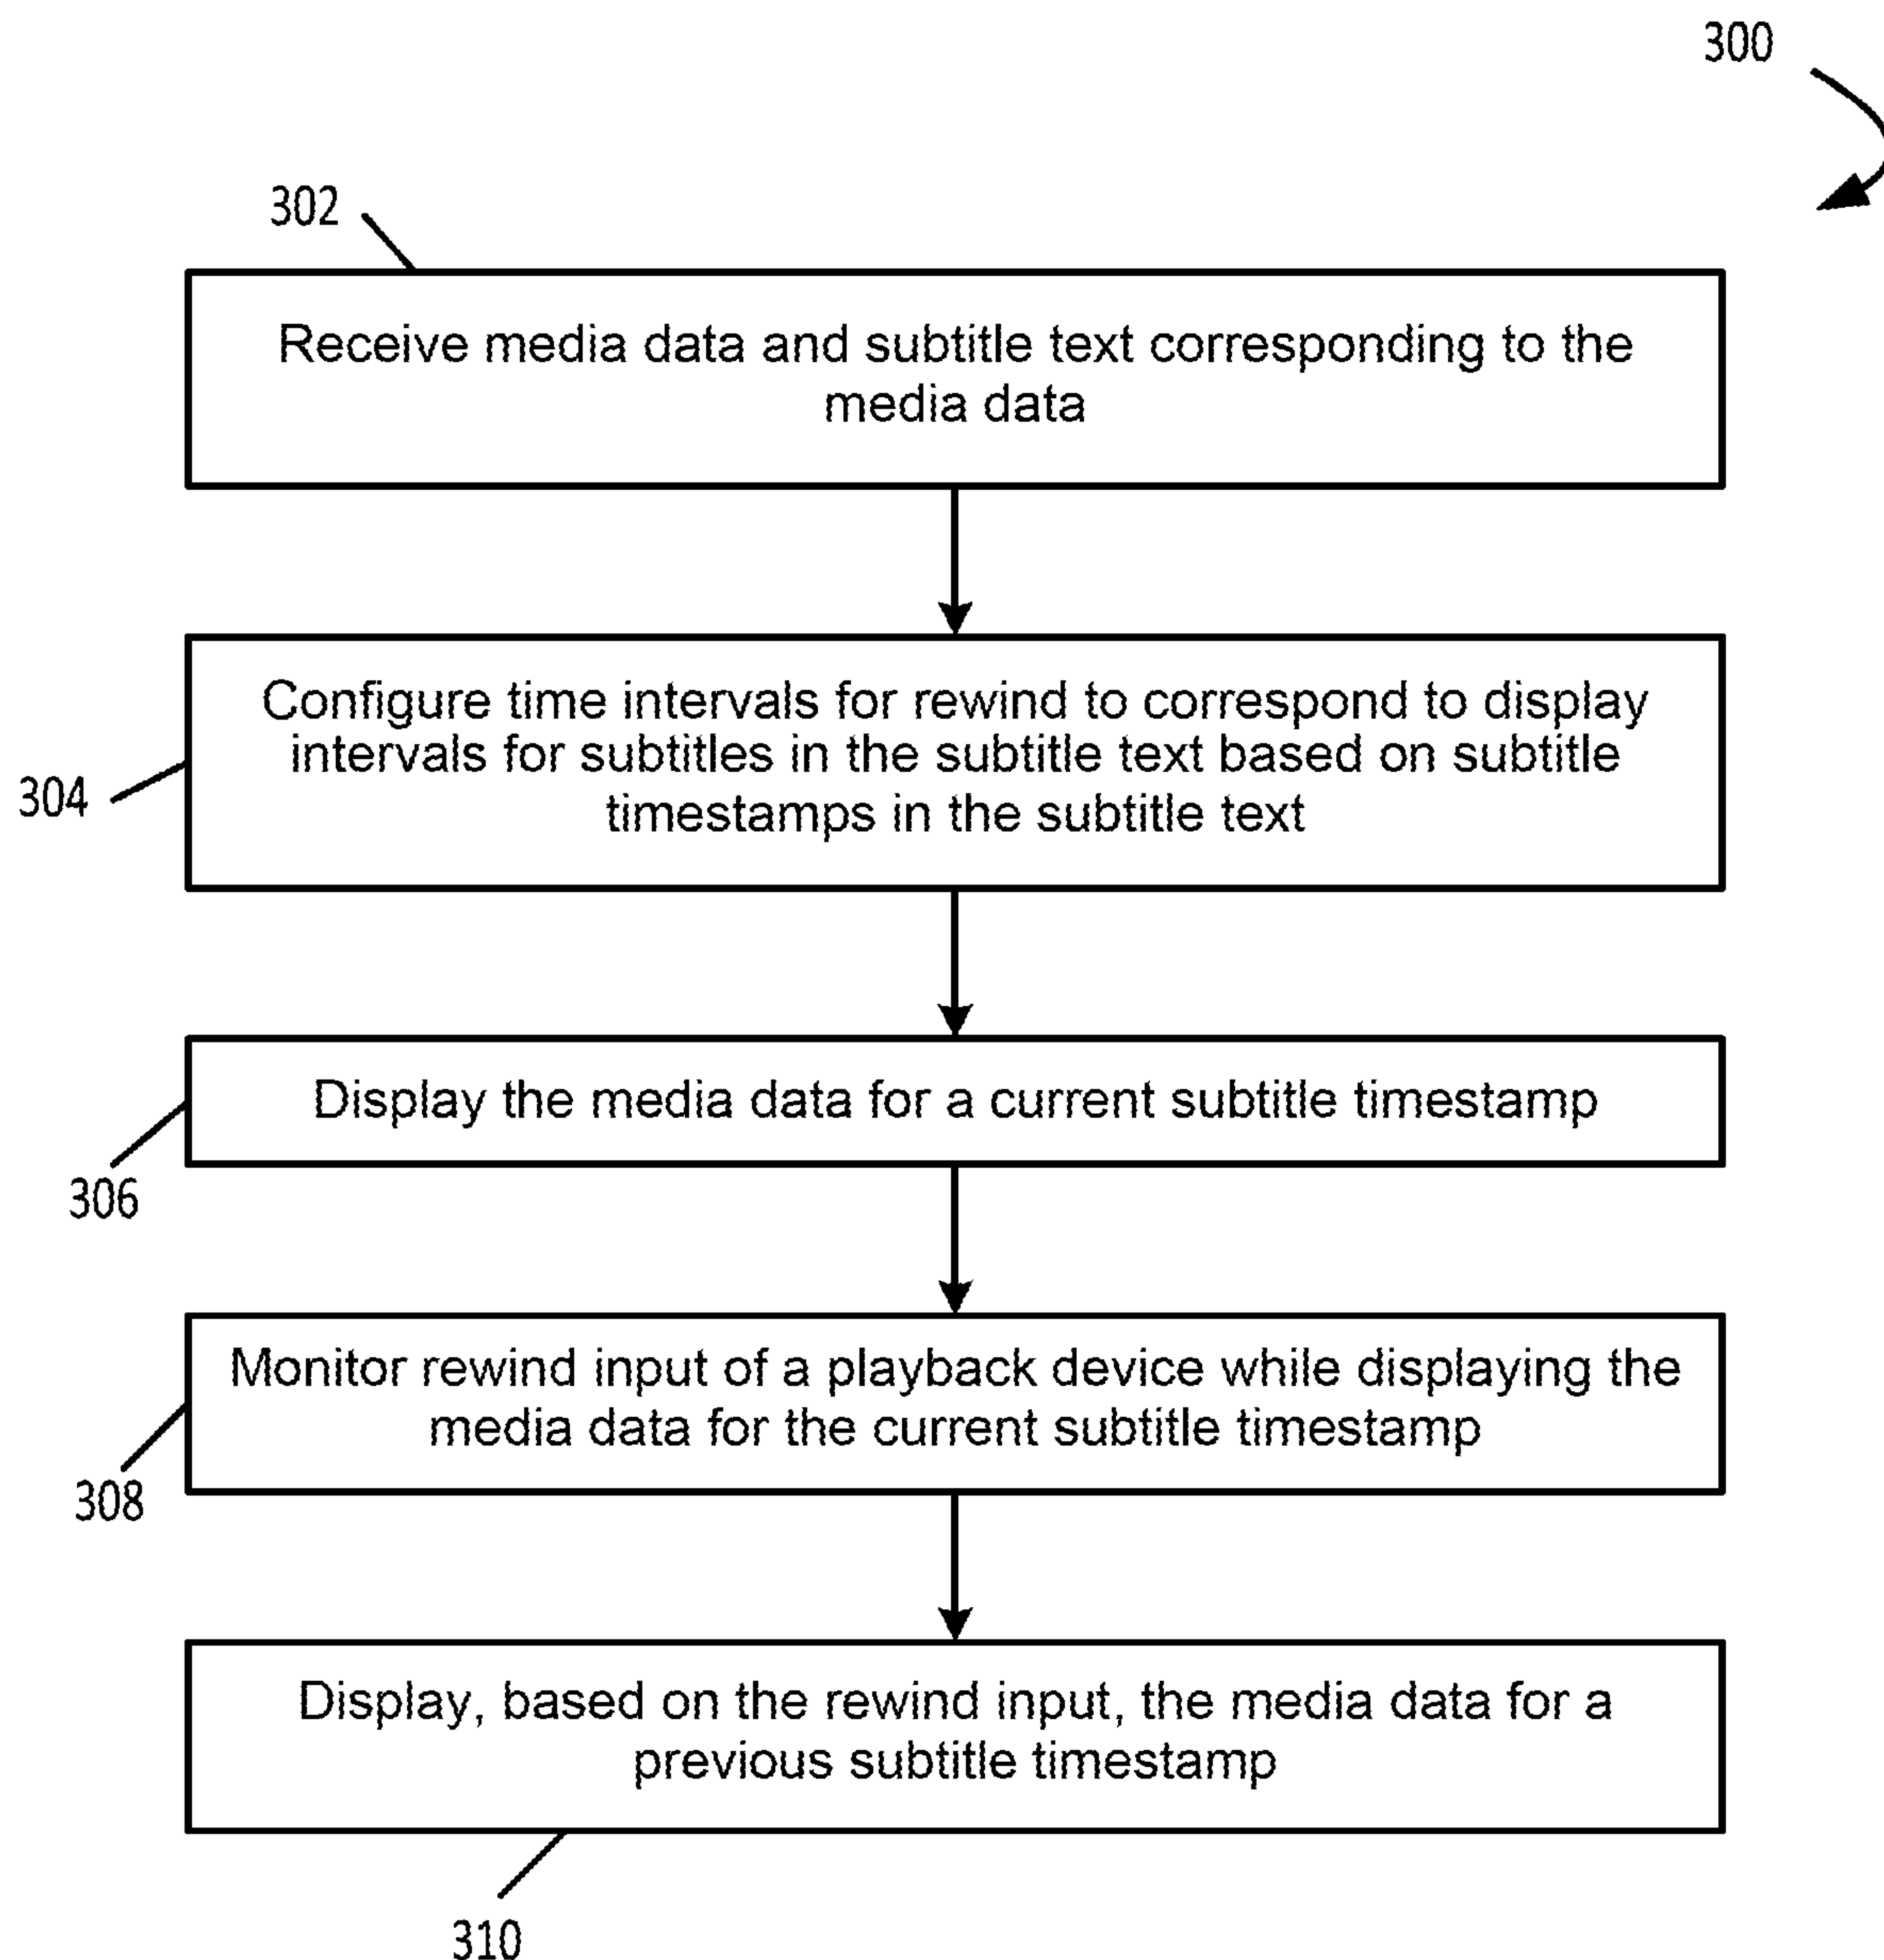 300
302
Receive media data and subtitle text corresponding to the
media data
304
Configure time intervals for rewind to correspond to display
intervals for subtitles in the subtitle text based on subtitle
timestamps in the subtitle text
306
Display the media data for a current subtitle timestamp
308
Monitor rewind input of a playback device while displaying the
media data for the current subtitle timestamp
Display, based on the rewind input, the media data for a
previous subtitle timestamp
310